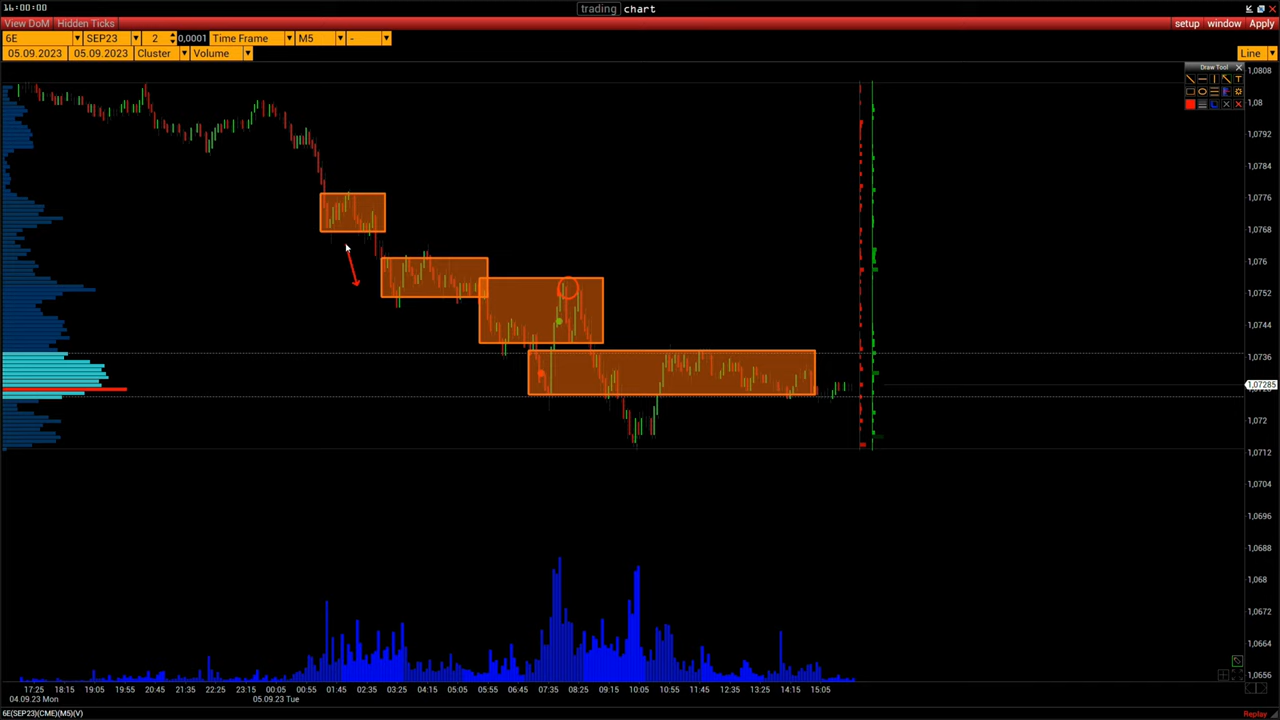 16:00:00
trading chart
View DoM Hidden Ticks setup window Apply
6E SEP23 2 0,0001 Time Frame M5 -
05.09.2023 05.09.2023 Cluster Volume Line
Draw Tool
T
1,0808
1,08
1,0792
1,0784
1,0776
1,0768
1,076
1,0752
1,0744
1,0736
1,07285
1,072
1,0712
1,0704
1,0696
1,0688
1,068
1,0672
1,0664
1,0656
17:25 18:15 19:05 19:55 20:45 21:35 22:25 23:15 00:05 00:55 01:45 02:35 03:25 04:15 05:05 05:55 06:45 07:35 08:25 09:15 10:05 10:55 11:45 12:35 13:25 14:15 15:05
04.09.23 Mon 05.09.23 Tue
6E(SEP23)(CME)(M5)(V) Replay